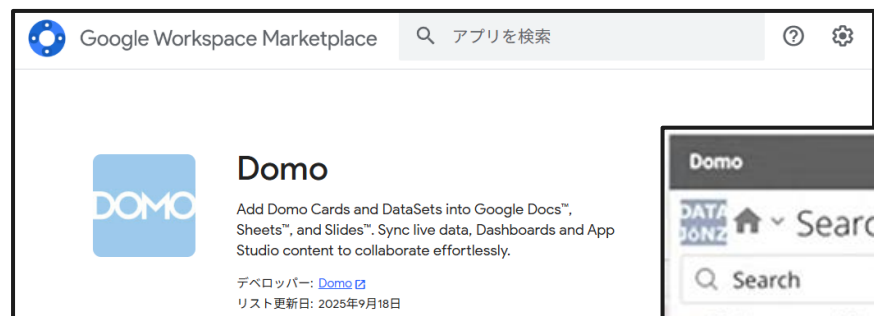 Google Workspace Marketplace
アプリを検索
DOMO
Domo
Add Domo Cards and DataSets into Google Docs™,
Sheets™, and Slides™. Sync live data, Dashboards and App
Studio content to collaborate effortlessly.
デベロッパー: Domo
リスト更新日: 2025年9月18日
Domo
DATA
JONZ
Searc
Search